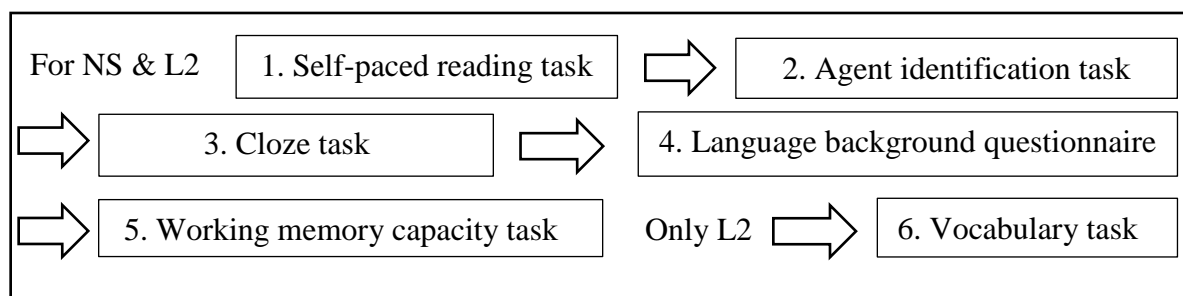 For NS & L2 1. Self-paced reading task 2. Agent identification task
3. Cloze task 4. Language background questionnaire
5. Working memory capacity task Only L2 6. Vocabulary task